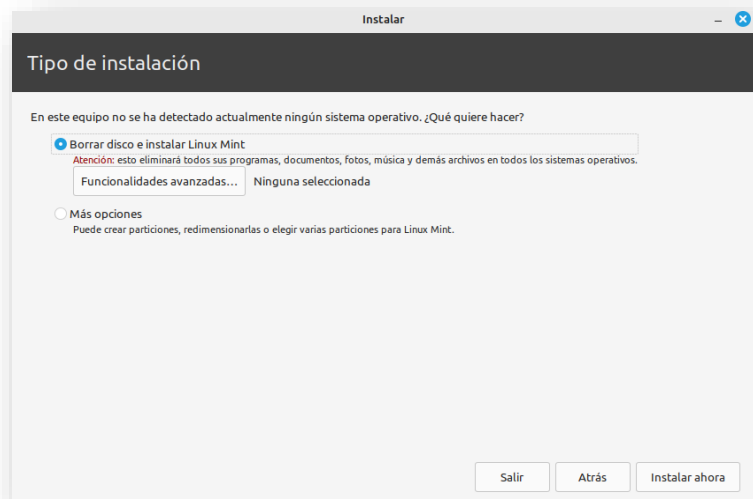 Instalar
Tipo de instalación
En este equipo no se ha detectado actualmente ningún sistema operativo. ¿Qué quiere hacer?
Borrar disco e instalar Linux Mint
Atención: esto eliminará todos sus programas, documentos, fotos, música y demás archivos en todos los sistemas operativos.
Funcionalidades avanzadas... Ninguna seleccionada
Más opciones
Puede crear particiones, redimensionarlas o elegir varias particiones para Linux Mint.
Salir Atrás Instalar ahora